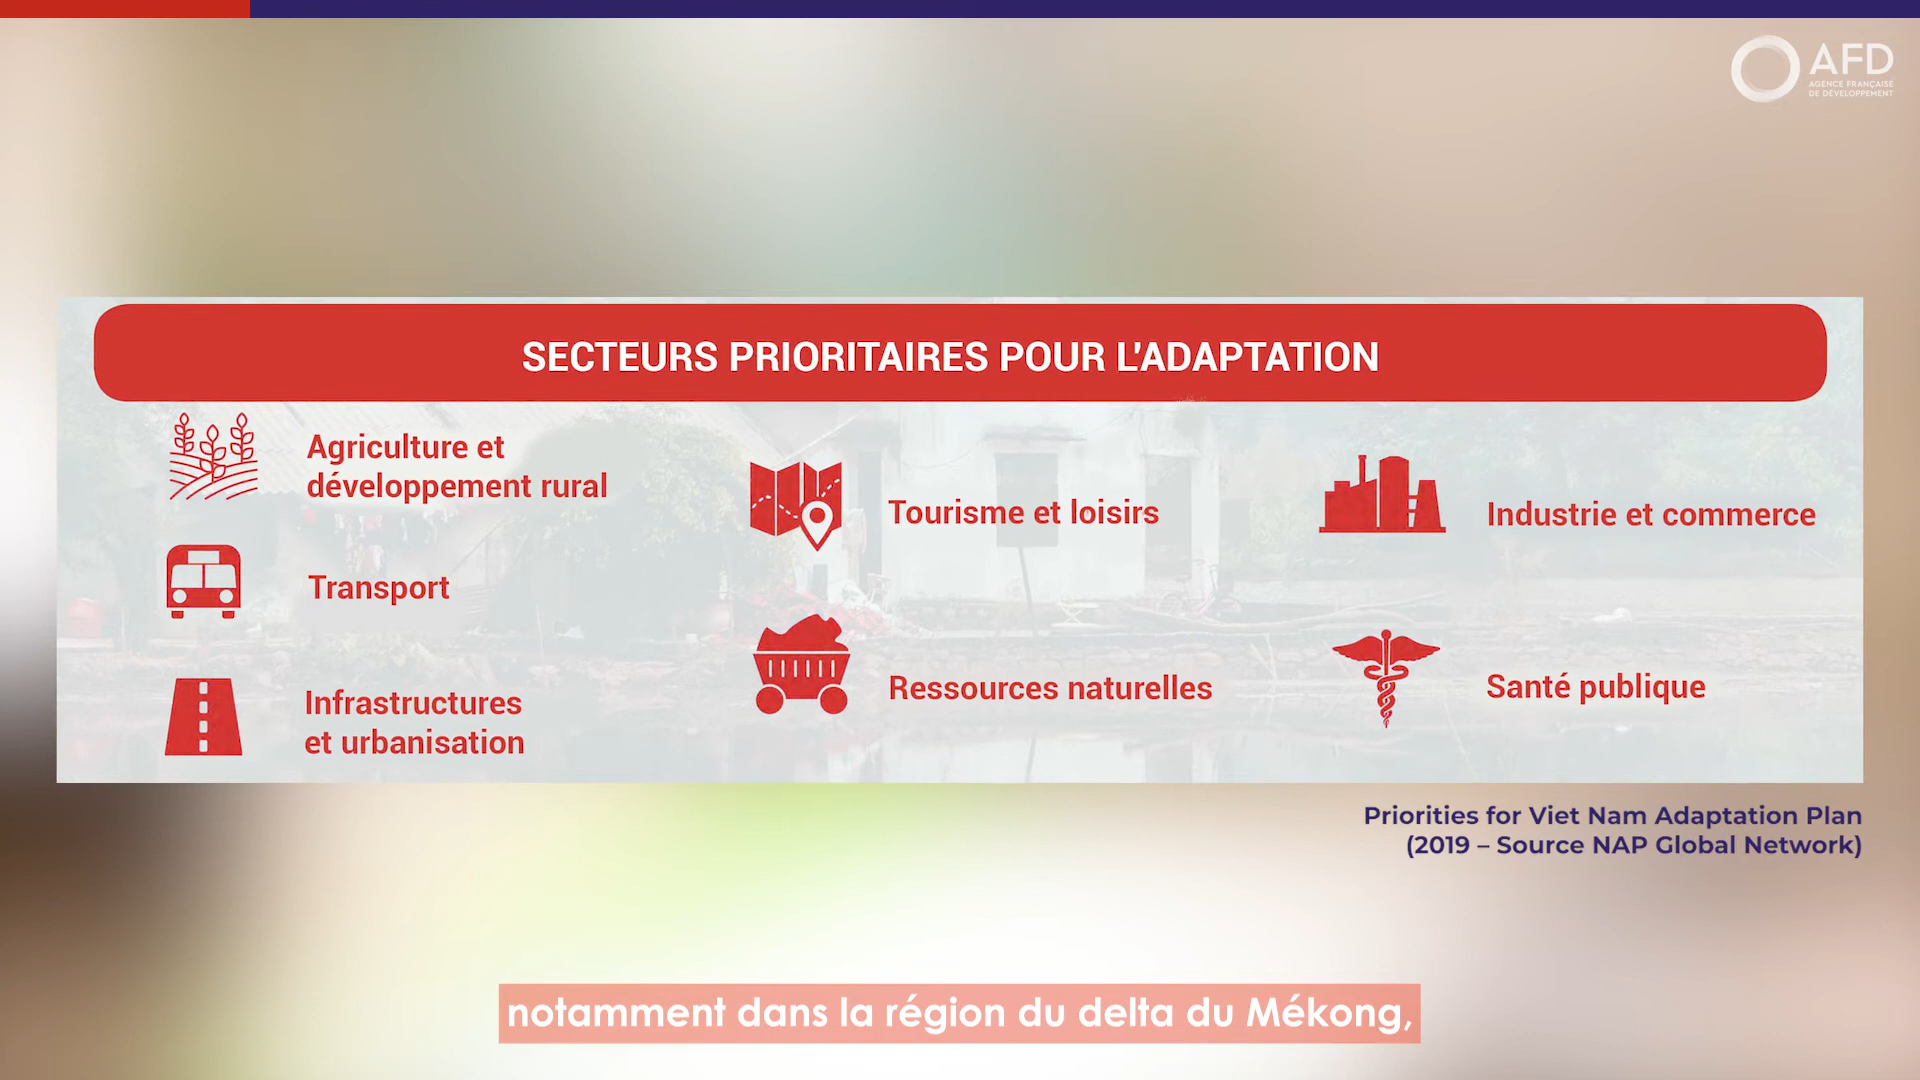 AFD
AGENCE FRANÇAISE
DE DÉVELOPPEMENT
SECTEURS PRIORITAIRES POUR L'ADAPTATION
Agriculture et
développement rural
Transport
Infrastructures
et urbanisation
Tourisme et loisirs
Ressources naturelles
Industrie et commerce
Santé publique
Priorities for Viet Nam Adaptation Plan
(2019 – Source NAP Global Network)
notamment dans la région du delta du Mékong,